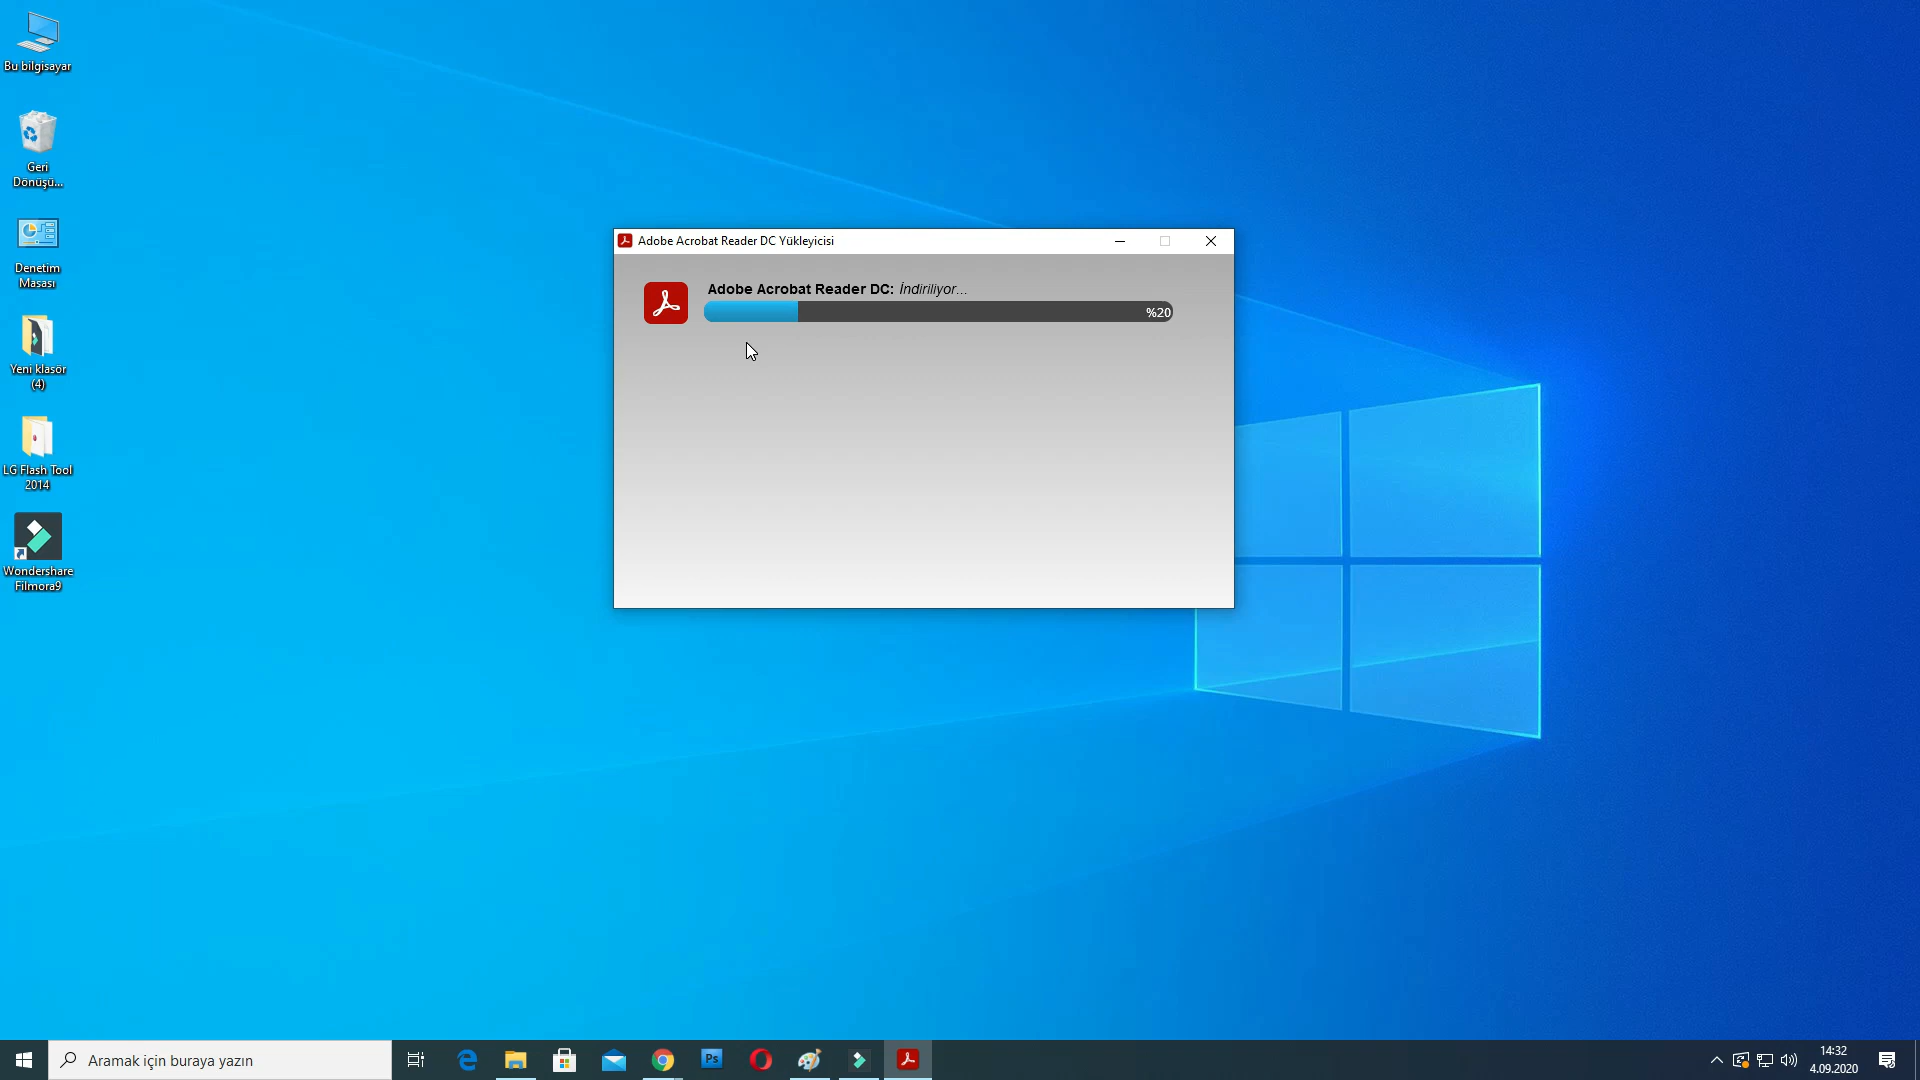 Bu bilgisayar
Geri
Dönüşü...
Denetim
Masası
Yeni klasör
(4)
LG Flash Tool
2014
Wondershare
Filmora9
Adobe Acrobat Reader DC Yükleyicisi
Adobe Acrobat Reader DC: İndiriliyor...
%20
Aramak için buraya yazın
Ps
14:32
4.09.2020